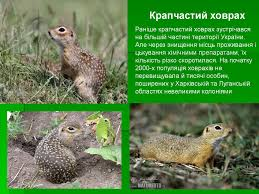 Крапчастий ховрах
Раніше крапчастий ховрах зустрічався
на більшій частині території України.
Але через знищення місць проживання і
цькування хімічними препаратами, їх
кількість різко скоротилася. На початку
2000-х популяція ховрахів на
перевищувала й тисячі особин,
поширених у Харківській та Луганській
областях невеликими колоніями